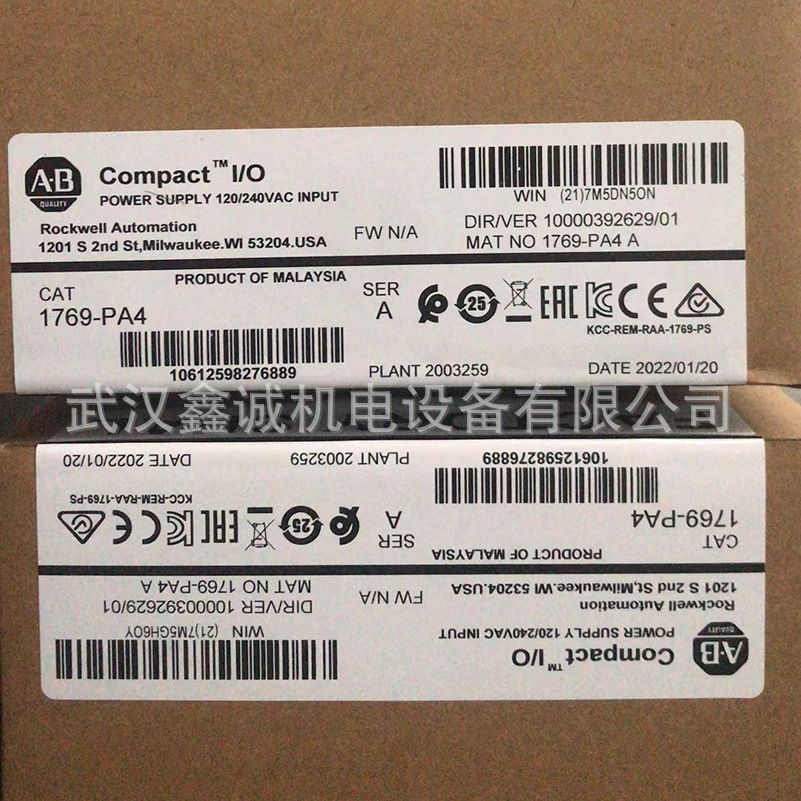 A-B
QUALITY
Compact™ I/O
POWER SUPPLY 120/240VAC INPUT
Rockwell Automation
1201 S 2nd St,Milwaukee.WI 53204.USA
FW N/A
WIN (21)7M5DN5ON
DIR/VER 10000392629/01
MAT NO 1769-PA4 A
PRODUCT OF MALAYSIA
CAT
1769-PA4
SER
A
25
EAC
CE
KCC-REM-RAA-1769-PS
10612598276889
PLANT 2003259
DATE 2022/01/20
武汉鑫诚机电设备有限公司
A-B
QUALITY
Compact™ I/O
POWER SUPPLY 120/240VAC INPUT
Rockwell Automation
1201 S 2nd St,Milwaukee.WI 53204.USA
FW N/A
WIN (21)7M5GH60Y
DIR/VER 10000392629/01
MAT NO 1769-PA4 A
PRODUCT OF MALAYSIA
CAT
1769-PA4
SER
A
25
EAC
CE
KCC-REM-RAA-1769-PS
10612598276889
PLANT 2003259
DATE 2022/01/20